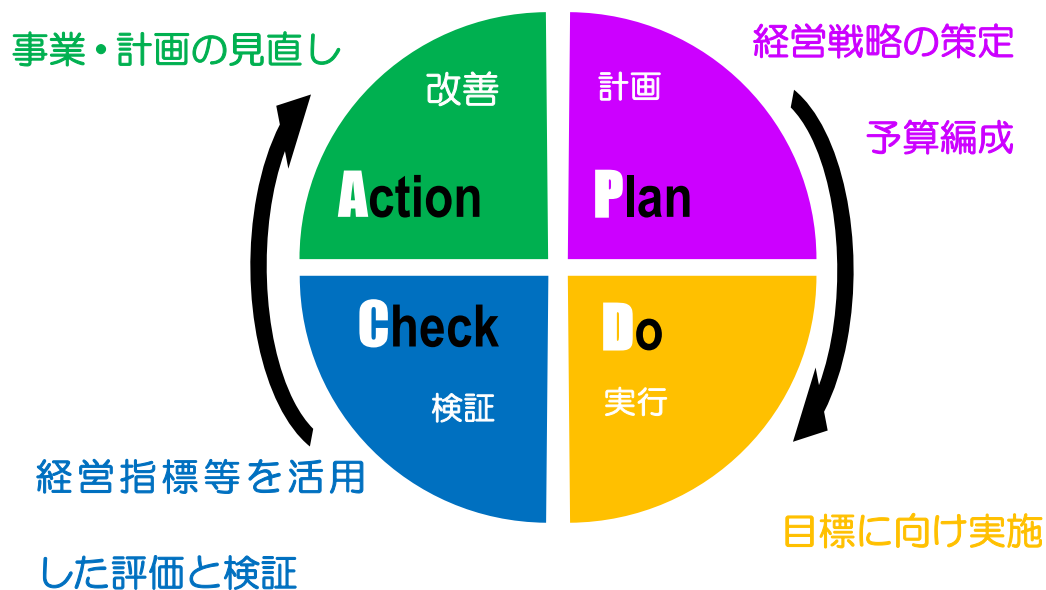 事業・計画の見直し
経営戦略の策定
予算編成
改善
Action
計画
Plan
Check
検証
Do
実行
経営指標等を活用
した評価と検証
目標に向け実施